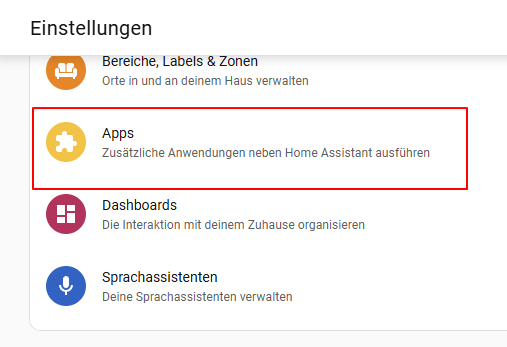 Einstellungen
Bereiche, Labels & Zonen
Orte in und an deinem Haus verwalten
Apps
Zusätzliche Anwendungen neben Home Assistant ausführen
Dashboards
Die Interaktion mit deinem Zuhause organisieren
Sprachassistenten
Deine Sprachassistenten verwalten